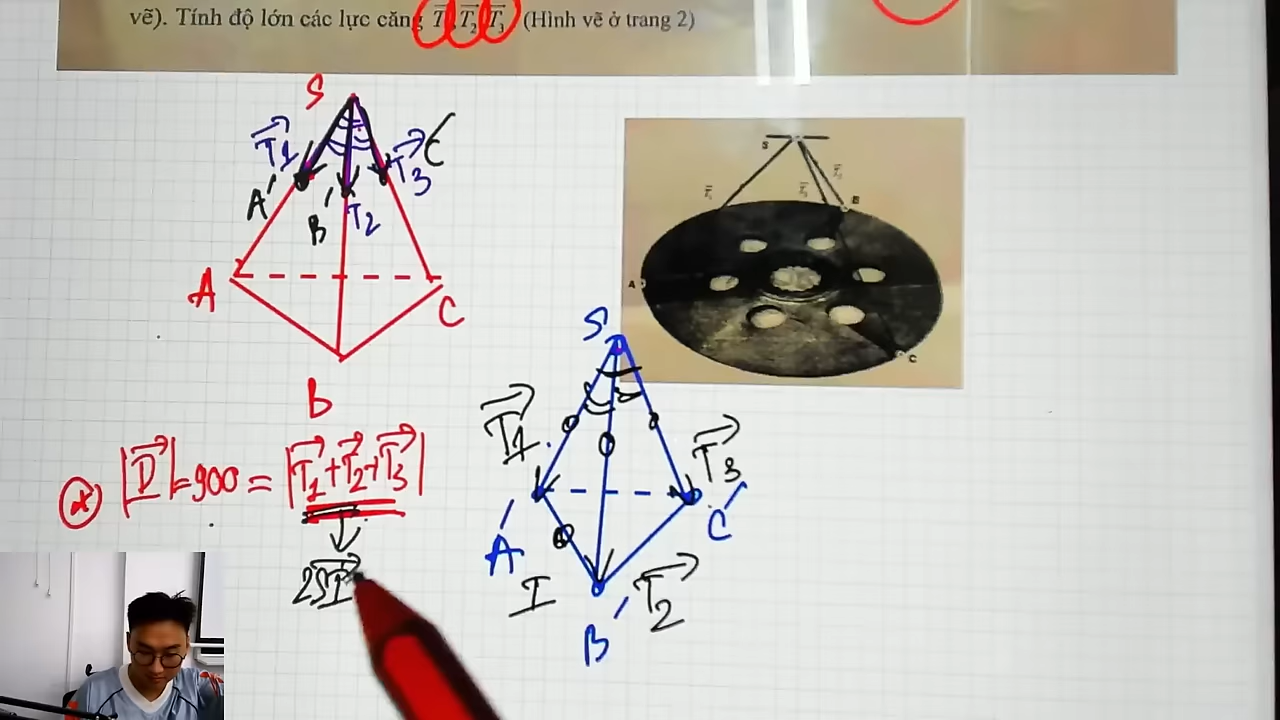 vẽ). Tính độ lớn các lực căng T T₂ T₃ (Hình vẽ ở trang 2)
S
T₁ T₃ C
A' B' T₂
A C
B
S
A B
C
S
T₁ T₃
|P| = 900 = |T₁ + T₂ + T₃|
A' C'
2SI
I T₂
B'